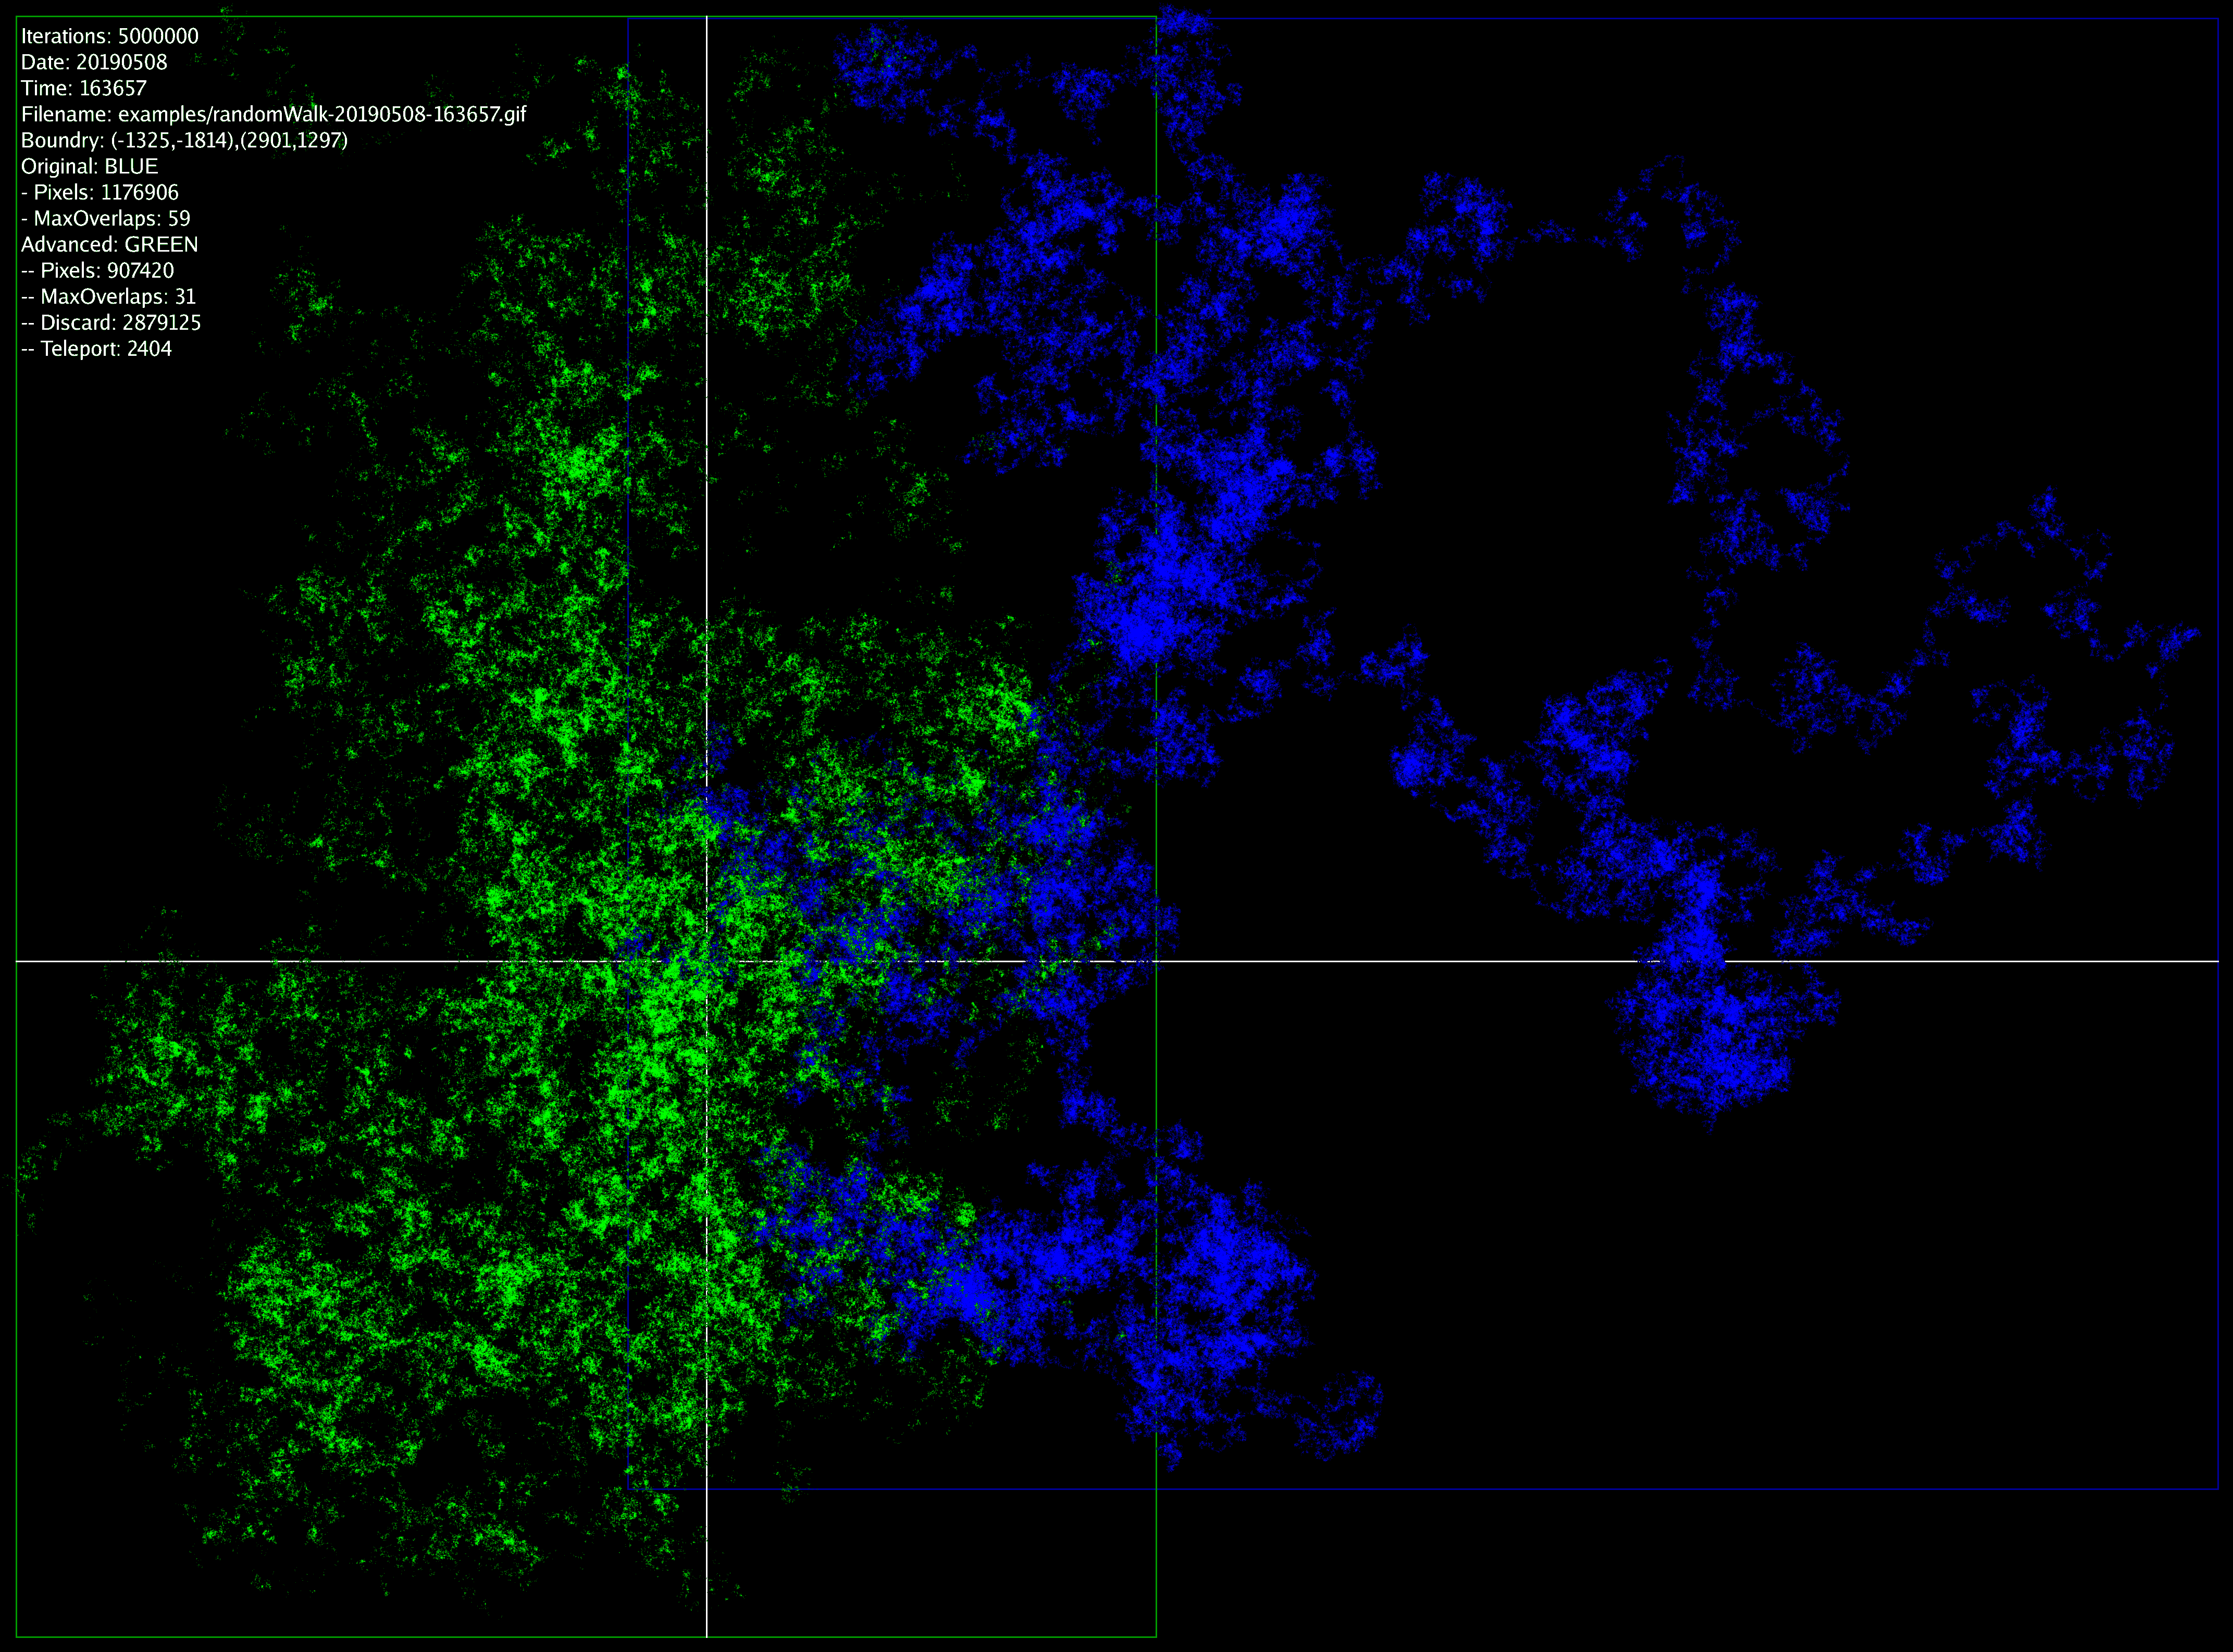 Iterations: 5000000
Date: 20190508
Time: 163657
Filename: examples/randomWalk-20190508-163657.gif
Boundry: (-1325,-1814),(2901,1297)
Original: BLUE
- Pixels: 1176906
- MaxOverlaps: 59
Advanced: GREEN
-- Pixels: 907420
-- MaxOverlaps: 31
-- Discard: 2879125
-- Teleport: 2404